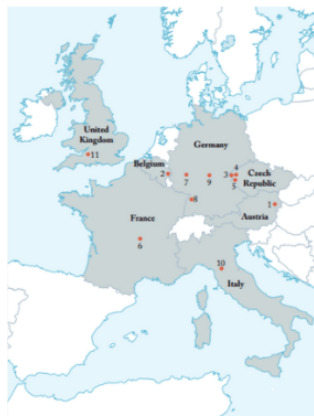 United
Kingdom
11
Germany
Belgium
2
7
9
3
4
5
Czech
Republic
8
1
Austria
France
6
10
Italy